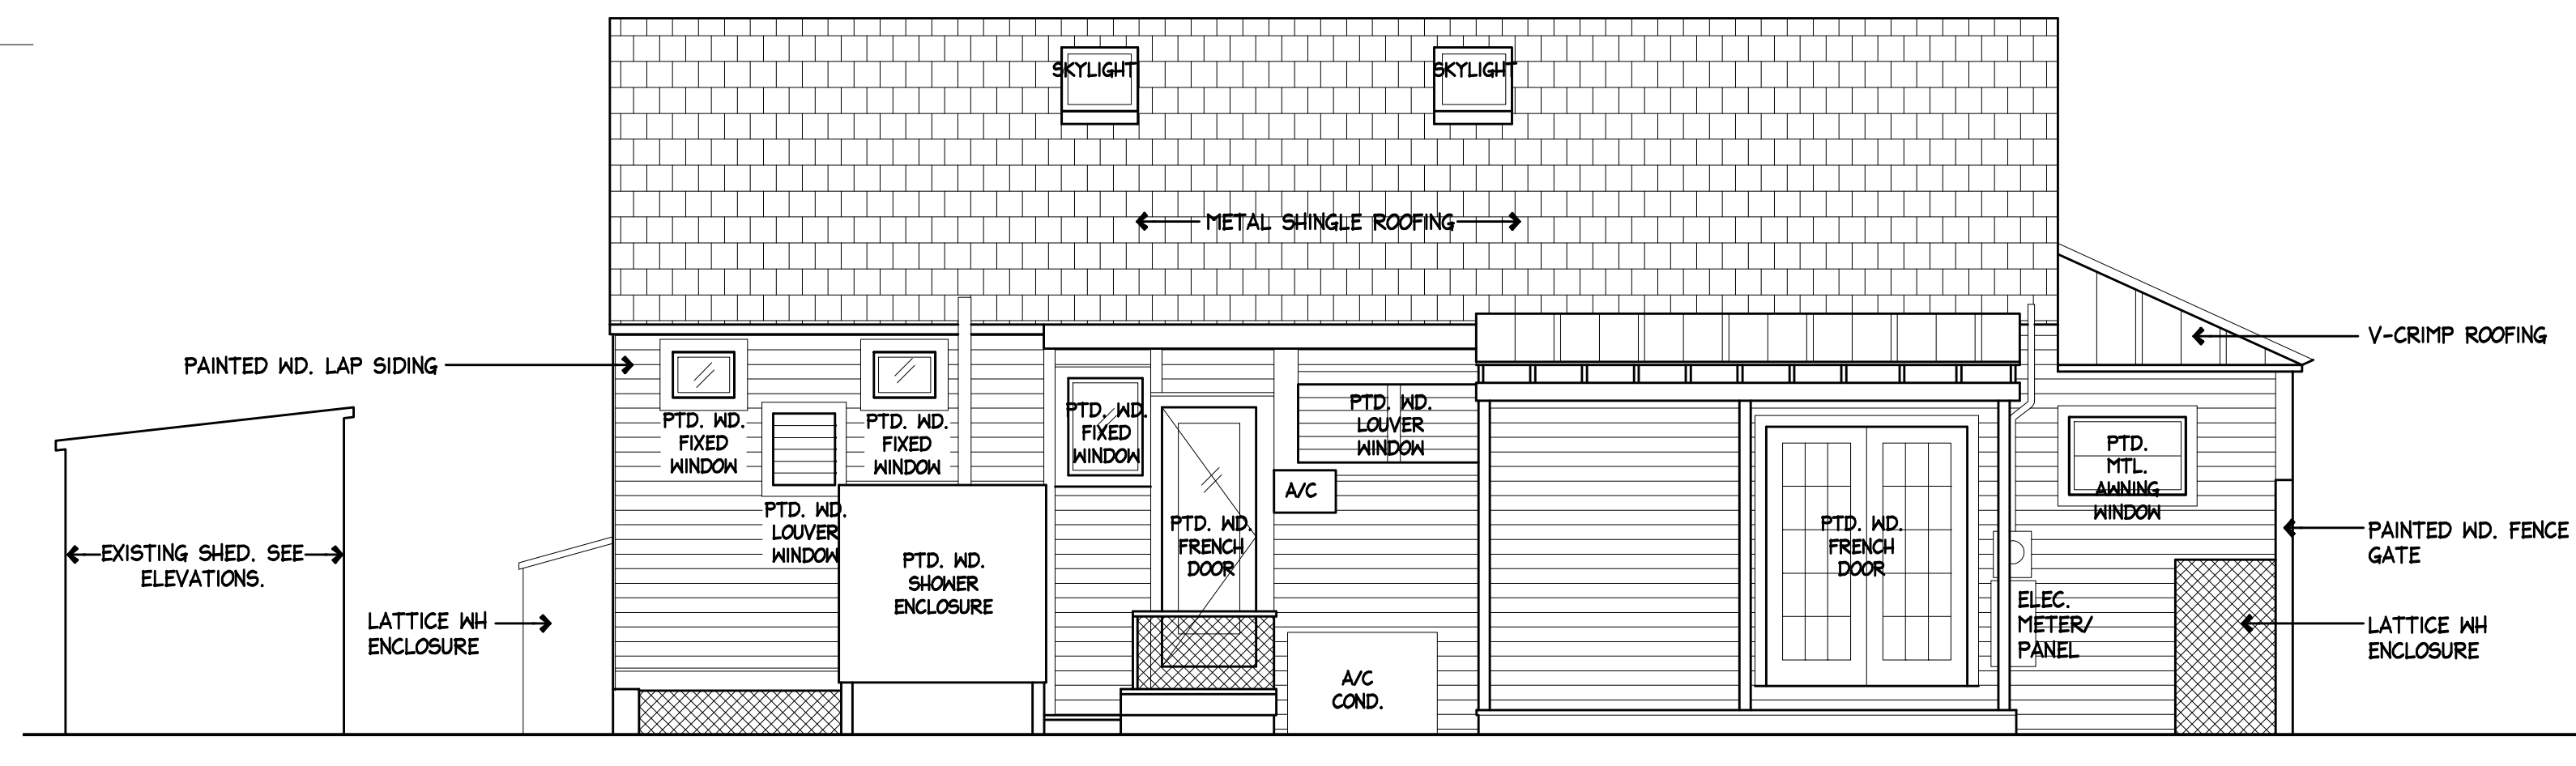 SKYLIGHT
SKYLIGHT
METAL SHINGLE ROOFING
V-CRIMP ROOFING
PAINTED WD. LAP SIDING
PTD. WD.
FIXED
WINDOW
PTD. WD.
FIXED
WINDOW
PTD. WD.
FIXED
WINDOW
PTD. WD.
LOUVER
WINDOW
PTD.
MTL.
AWNING
WINDOW
A/C
PTD. WD.
LOUVER
WINDOW
PTD. WD.
FRENCH
DOOR
PTD. WD.
FRENCH
DOOR
PAINTED WD. FENCE
GATE
EXISTING SHED. SEE
ELEVATIONS.
PTD. WD.
SHOWER
ENCLOSURE
ELEC.
METER/
PANEL
LATTICE WH
ENCLOSURE
LATTICE WH
ENCLOSURE
A/C
COND.